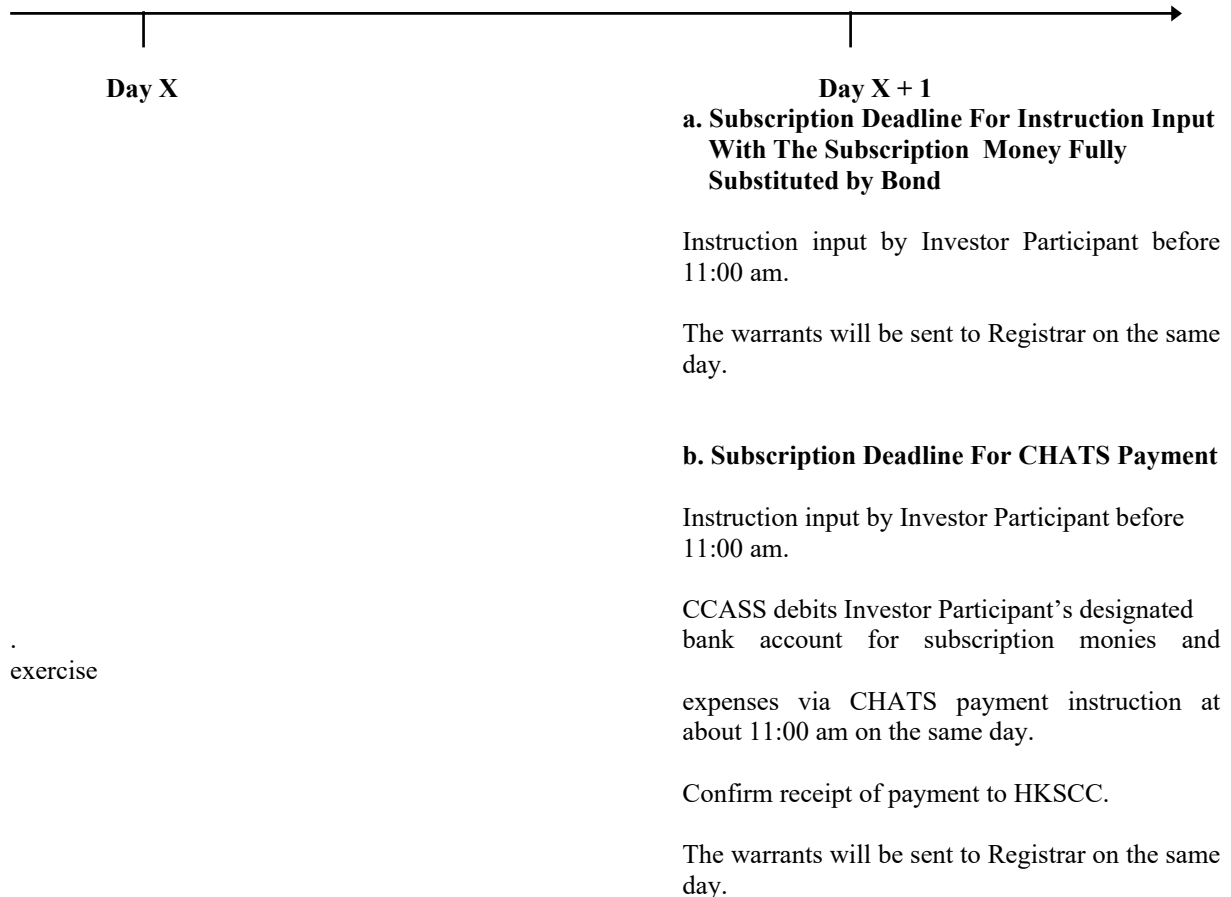 Day X
Day X + 1
a. Subscription Deadline For Instruction Input
With The Subscription Money Fully
Substituted by Bond
Instruction input by Investor Participant before
11:00 am.
The warrants will be sent to Registrar on the same
day.
b. Subscription Deadline For CHATS Payment
Instruction input by Investor Participant before
11:00 am.
CCASS debits Investor Participant’s designated
.
bank account for subscription monies and
exercise
expenses via CHATS payment instruction at
about 11:00 am on the same day.
Confirm receipt of payment to HKSCC.
The warrants will be sent to Registrar on the same
day.